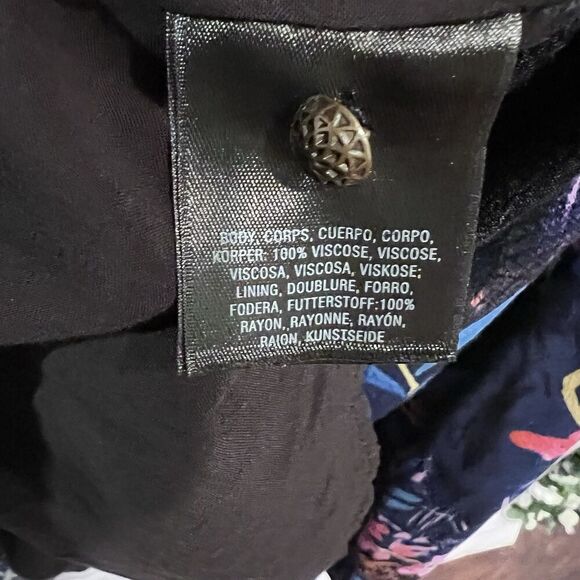 BODY, CORPS, CUERPO, CORPO,
KÖRPER: 100% VISCOSE, VISCOSE,
VISCOSA, VISCOSA, VISKOSE;
LINING, DOUBLURE, FORRO,
FODERA, FUTTERSTOFF:100%
RAYON, RAYONNE, RAYÓN,
RAION, KUNSTSEIDE